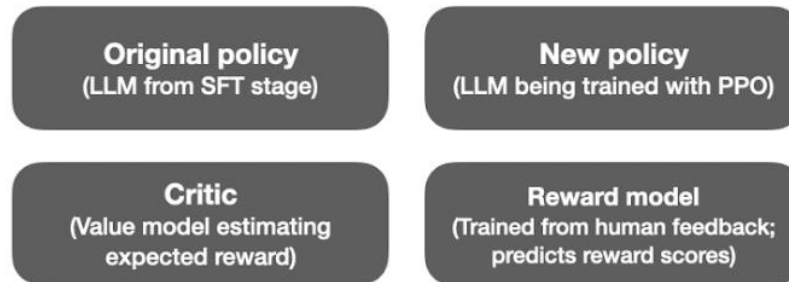 Original policy
(LLM from SFT stage)
New policy
(LLM being trained with PPO)
Critic
(Value model estimating
expected reward)
Reward model
(Trained from human feedback;
predicts reward scores)